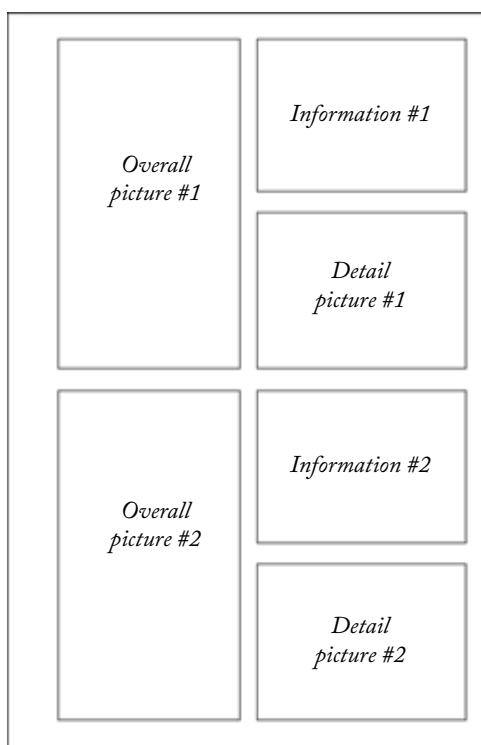 Overall
picture #1
Information #1
Detail
picture #1
Overall
picture #2
Information #2
Detail
picture #2